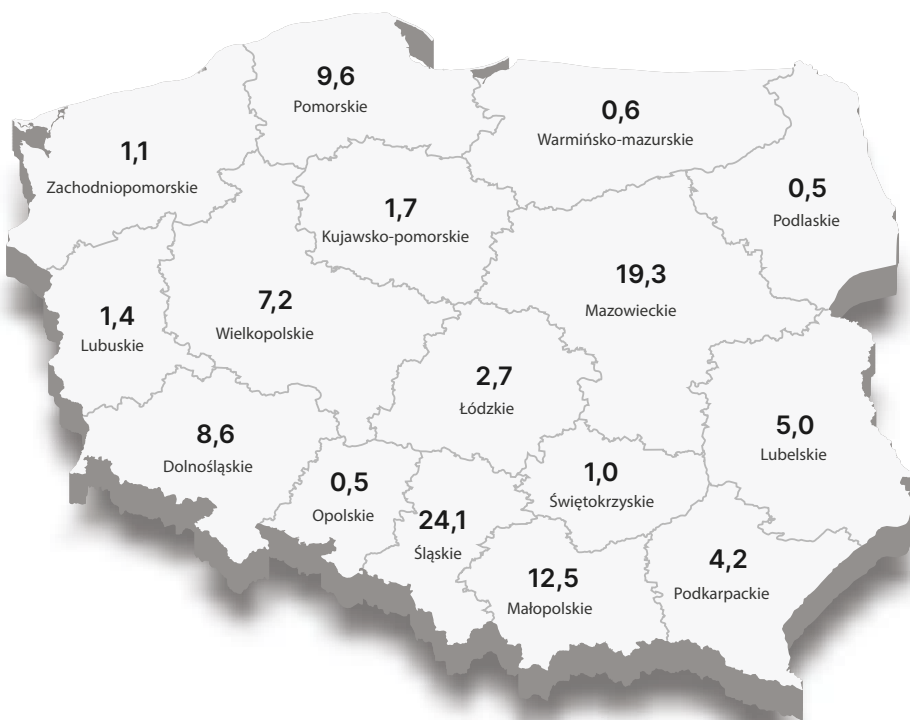 9,6
Pomorskie
0,6
Warmińsko-mazurskie
1,1
Zachodniopomorskie
0,5
Podlaskie
1,7
Kujawsko-pomorskie
19,3
Mazowieckie
7,2
Wielkopolskie
1,4
Lubuskie
2,7
Łódzkie
8,6
Dolnośląskie
5,0
Lubelskie
0,5
Opolskie
1,0
Świętokrzyskie
24,1
Śląskie
12,5
Małopolskie
4,2
Podkarpackie